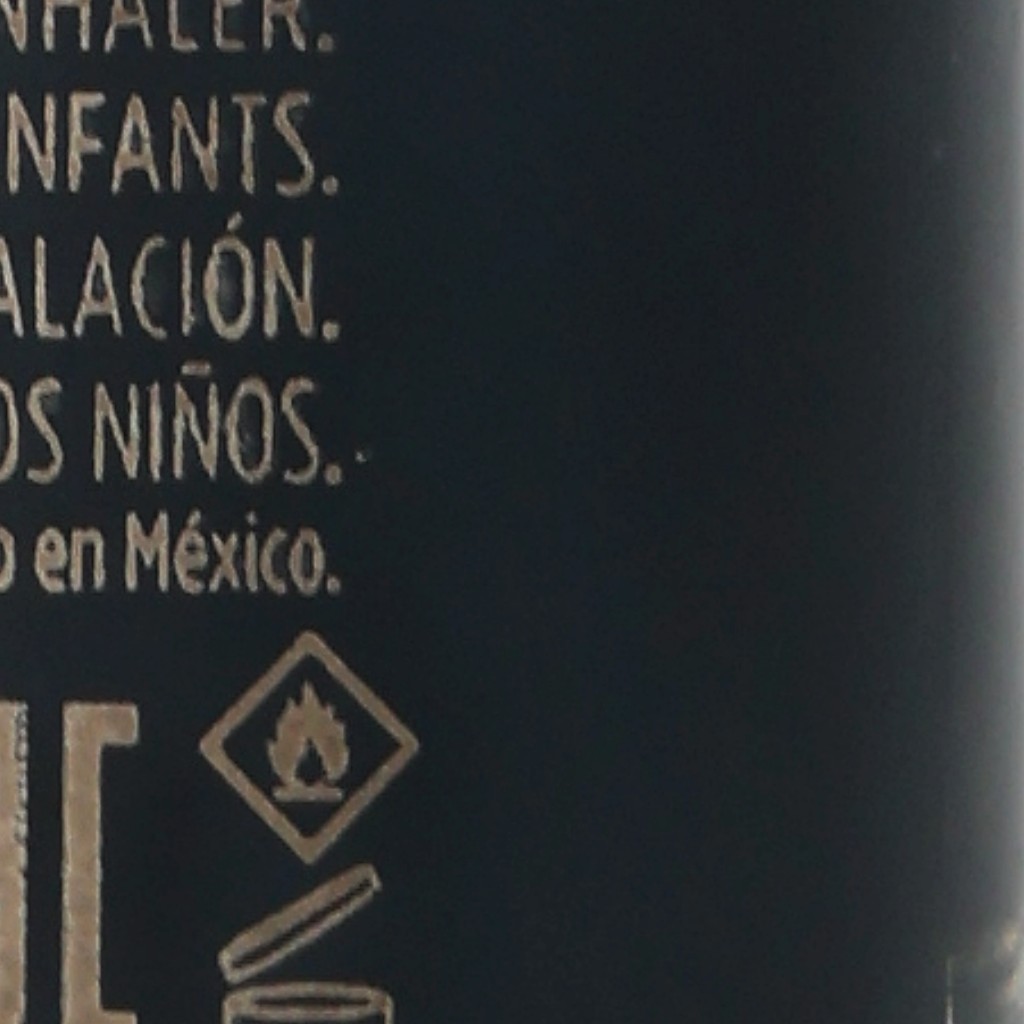 NHALER.
NFANTS.
ALACIÓN.
OS NIÑOS.
o en México.